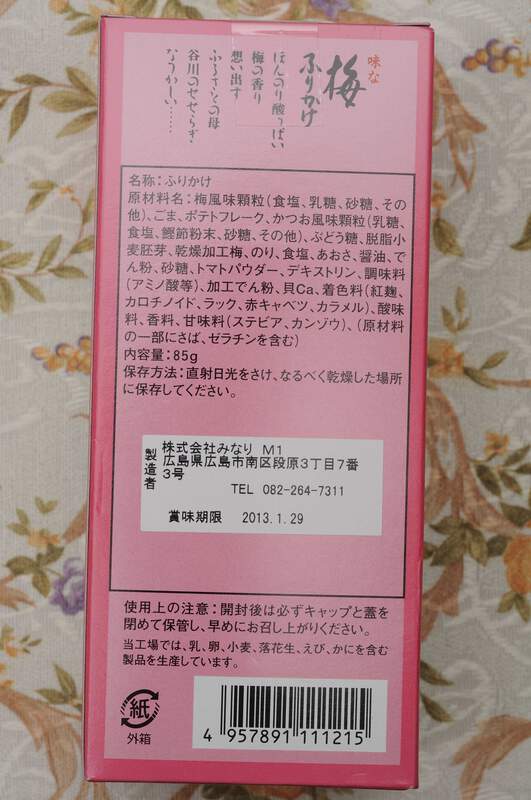 味な
梅
ふりかけ
ほんのり酸っぱい
梅の香り
想い出す
ふるさとの母
谷川のせせらぎ
なつかしい……
名称：ふりかけ
原材料名：梅風味顆粒（食塩、乳糖、砂糖、その
他）、ごま、ポテトフレーク、かつお風味顆粒（乳糖、
食塩、鰹節粉末、砂糖、その他）、ぶどう糖、脱脂小
麦胚芽、乾燥加工梅、のり、食塩、あおさ、醤油、で
ん粉、砂糖、トマトパウダー、デキストリン、調味料
（アミノ酸等）、加工でん粉、貝Ca、着色料（紅麹、
カロチノイド、ラック、赤キャベツ、カラメル）、酸味
料、香料、甘味料（ステビア、カンゾウ）、（原材料
の一部にさば、ゼラチンを含む）
内容量：85g
保存方法：直射日光をさけ、なるべく乾燥した場所
に保存してください。
製造者
株式会社みなり M1
広島県広島市南区段原3丁目7番
3号
TEL 082-264-7311
賞味期限 2013.1.29
使用上の注意：開封後は必ずキャップと蓋を
閉めて保管し、早めにお召し上がりください。
当工場では、乳、卵、小麦、落花生、えび、かにを含む
製品を生産しています。
紙
外箱
4 957891 111215